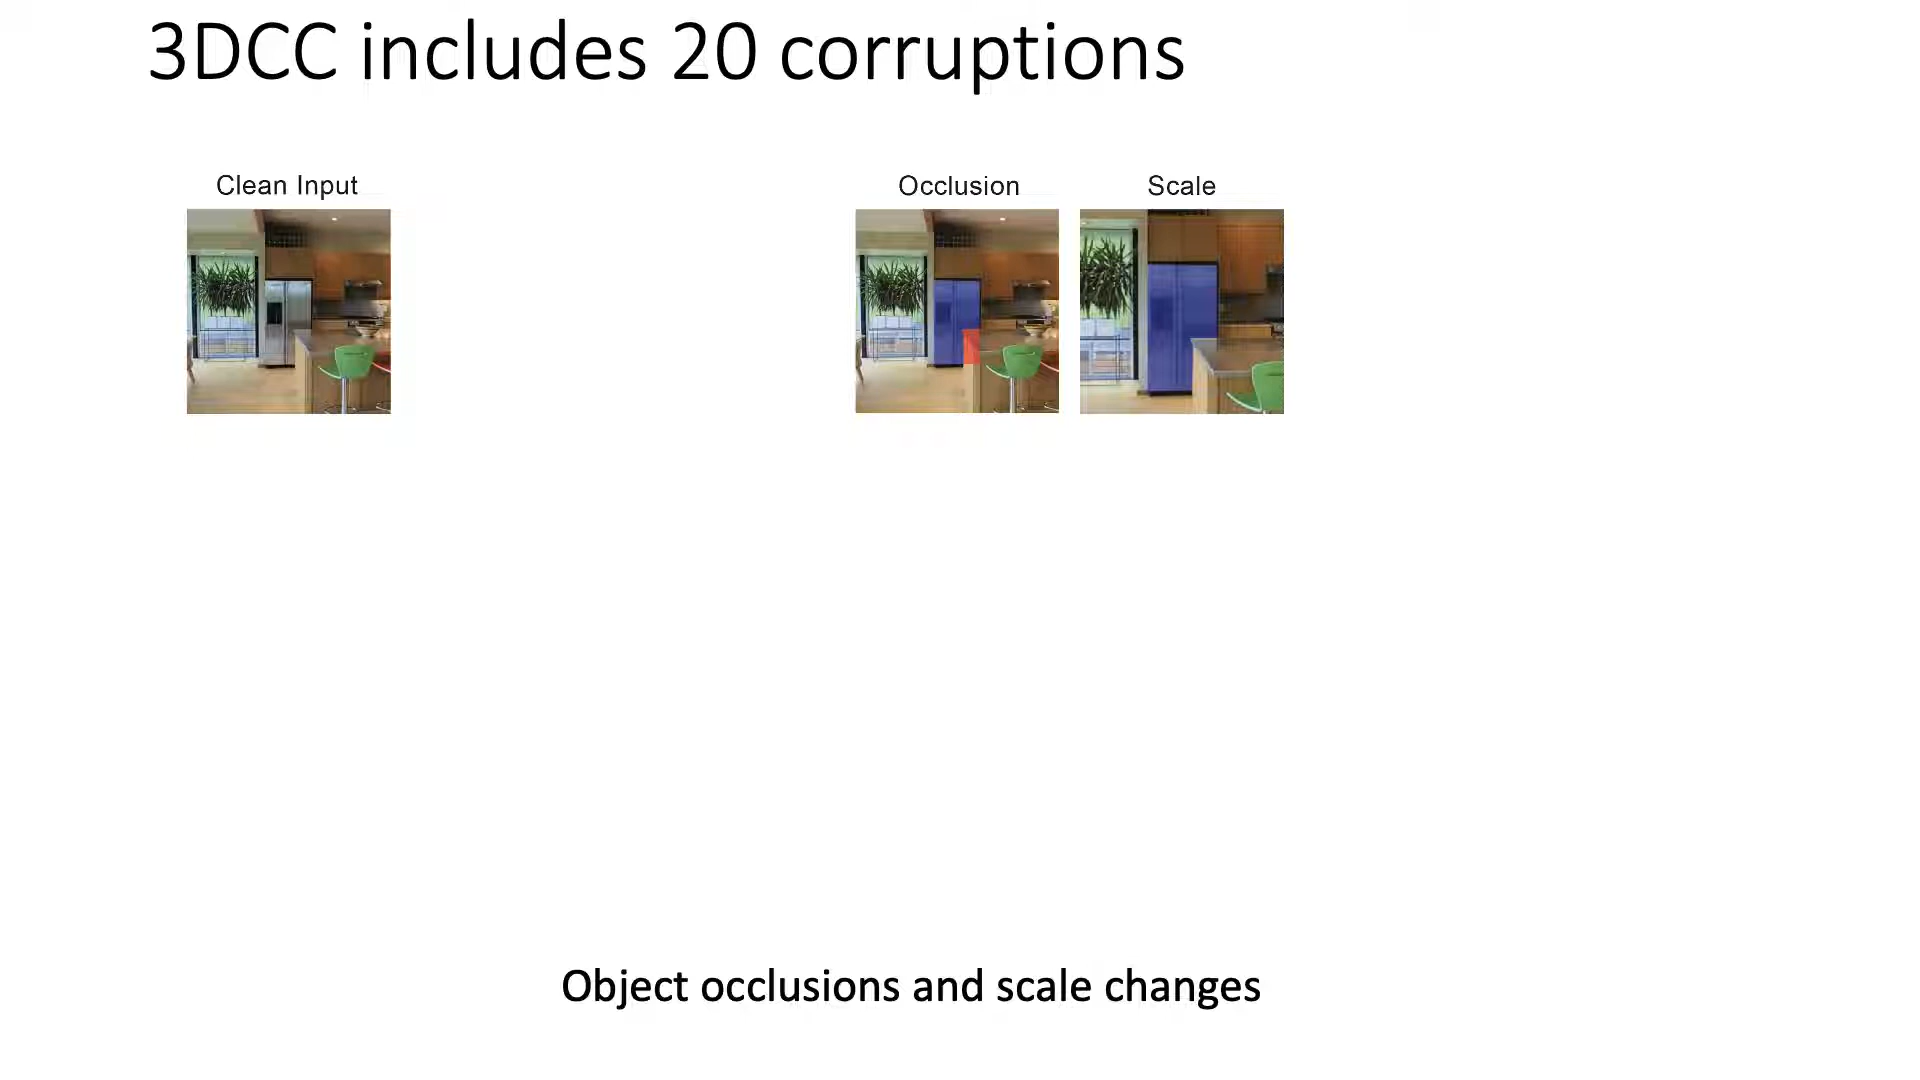 3DCC includes 20 corruptions
Clean Input
Occlusion
Scale
Object occlusions and scale changes